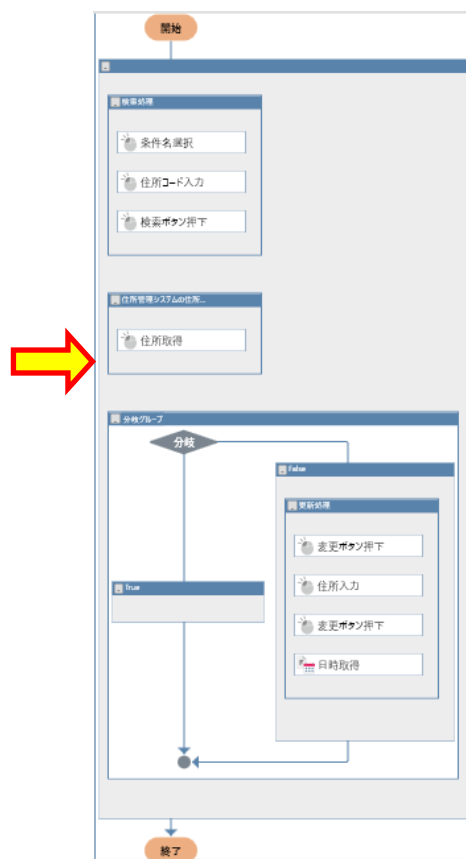 開始
検索処理
条件名選択
住所コード入力
検索ボタン押下
住所管理システムの住所...
住所取得
分岐グループ
分岐
False
更新処理
変更ボタン押下
住所入力
変更ボタン押下
日時取得
True
終了